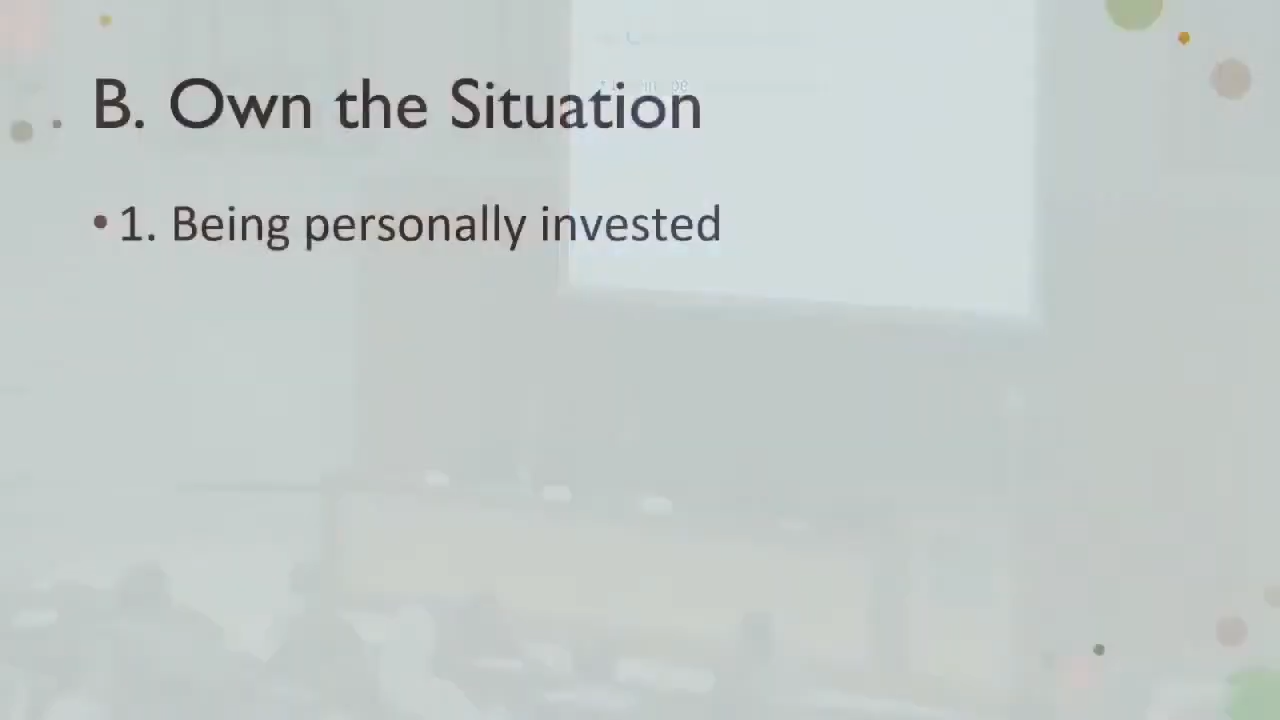 B. Own the Situation
• 1. Being personally invested